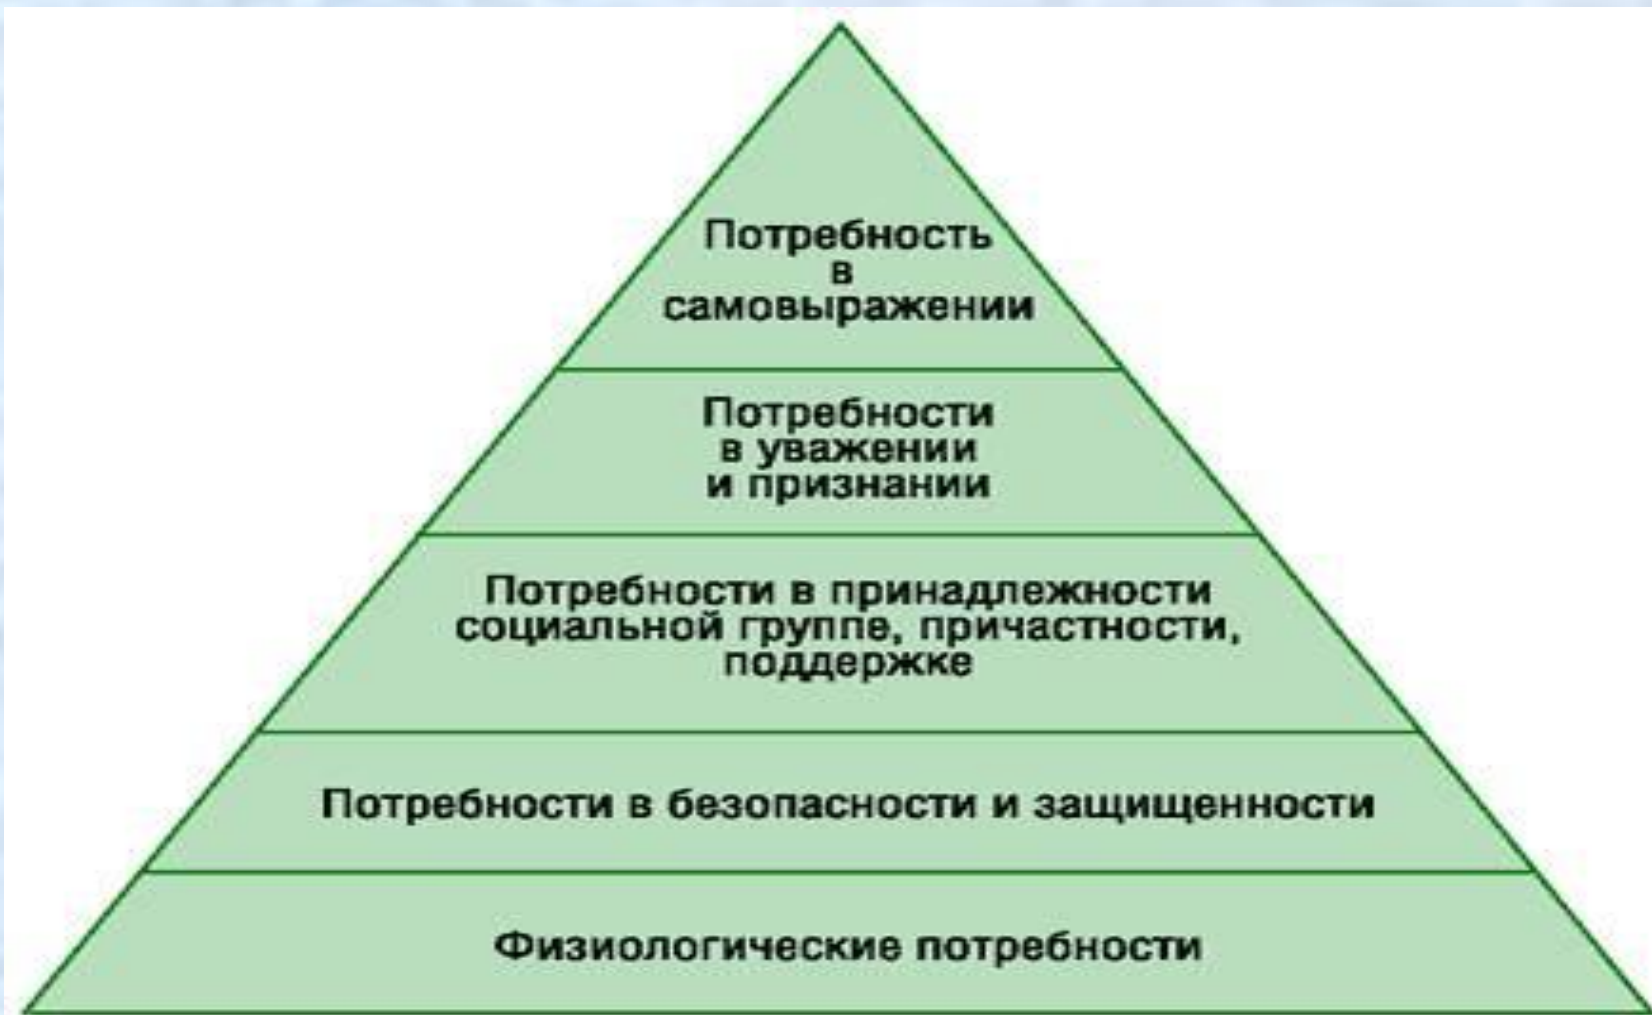 Потребность
в
самовыражении
Потребности
в уважении
и признании
Потребности в принадлежности
социальной группе, причастности,
поддержке
Потребности в безопасности и защищенности
Физиологические потребности